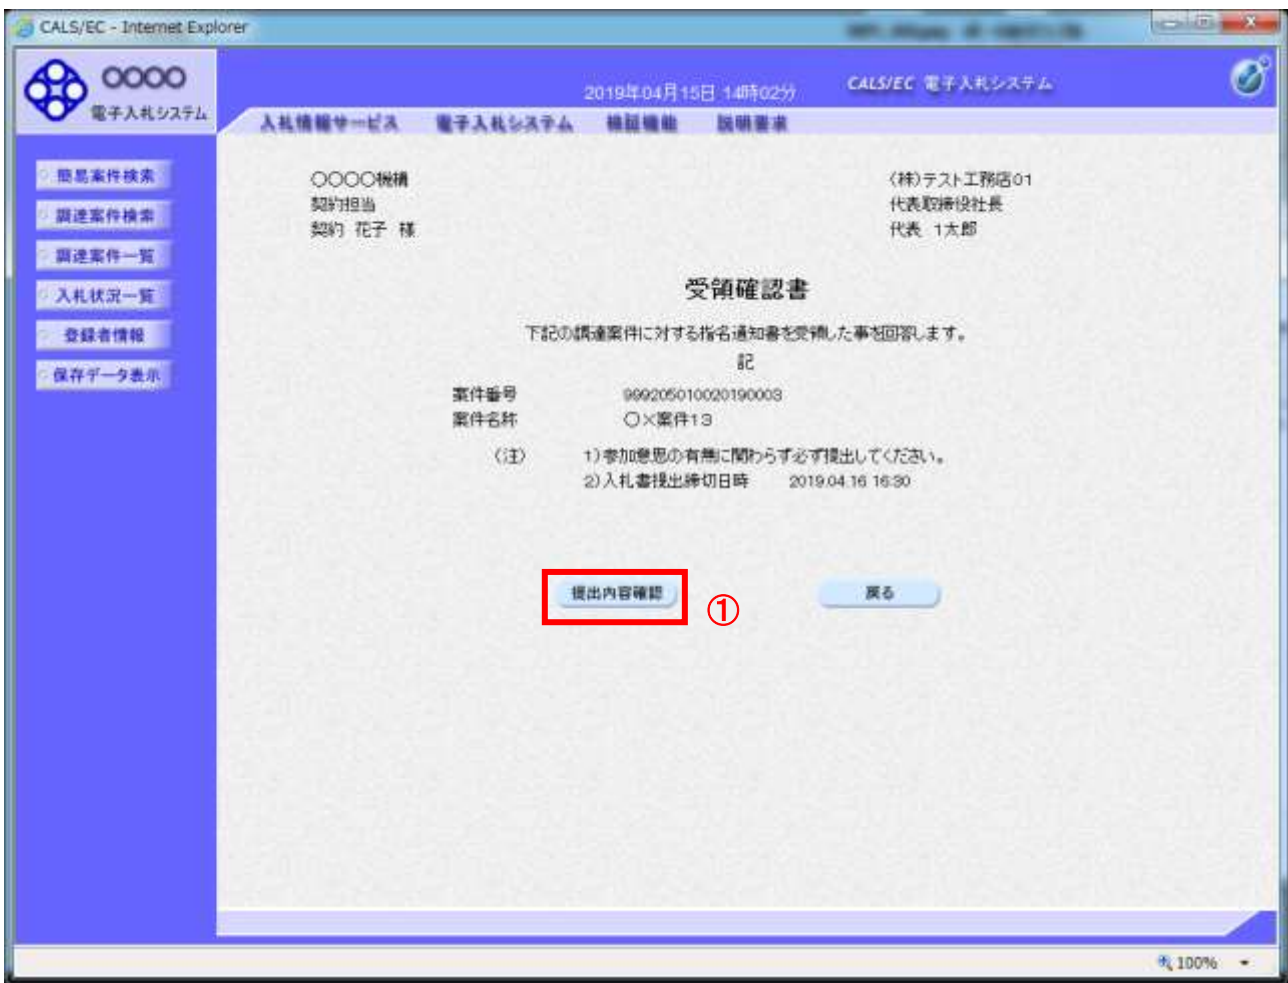 CALS/EC - Internet Explorer
〇〇〇〇
電子入札システム
2019年04月15日 14時02分
CALS/EC 電子入札システム
入札情報サービス 電子入札システム 検証機能 説明要求
簡易案件検索
調達案件検索
調達案件一覧
入札状況一覧
登録者情報
保存データ表示
〇〇〇〇機構
契約担当
契約 花子 様
(株)テスト工務店01
代表取締役社長
代表 1太郎
受領確認書
下記の調達案件に対する指名通知書を受領した事を回答します。
記
案件番号 999205010020190003
案件名称 〇×案件13
(注) 1)参加意思の有無に関わらず必ず提出してください。
2)入札書提出締切日時 2019.04.16 16:30
提出内容確認
①
戻る
100%